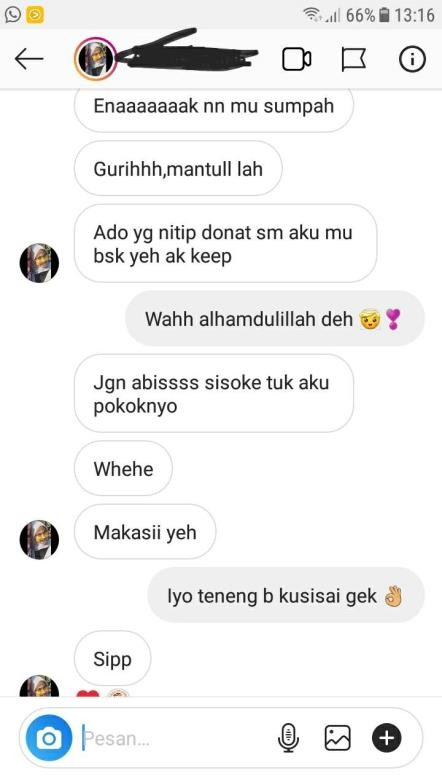 66% 13:16
Enaaaaaaak nn mu sumpah
Gurihhh,mantull lah
Ado yg nitip donat sm aku mu
bsk yeh ak keep
Wahh alhamdulillah deh
Jgn abissss sisoke tuk aku
pokoknyo
Whehe
Makasii yeh
Iyo teneng b kusisai gek
Sipp
Pesan...